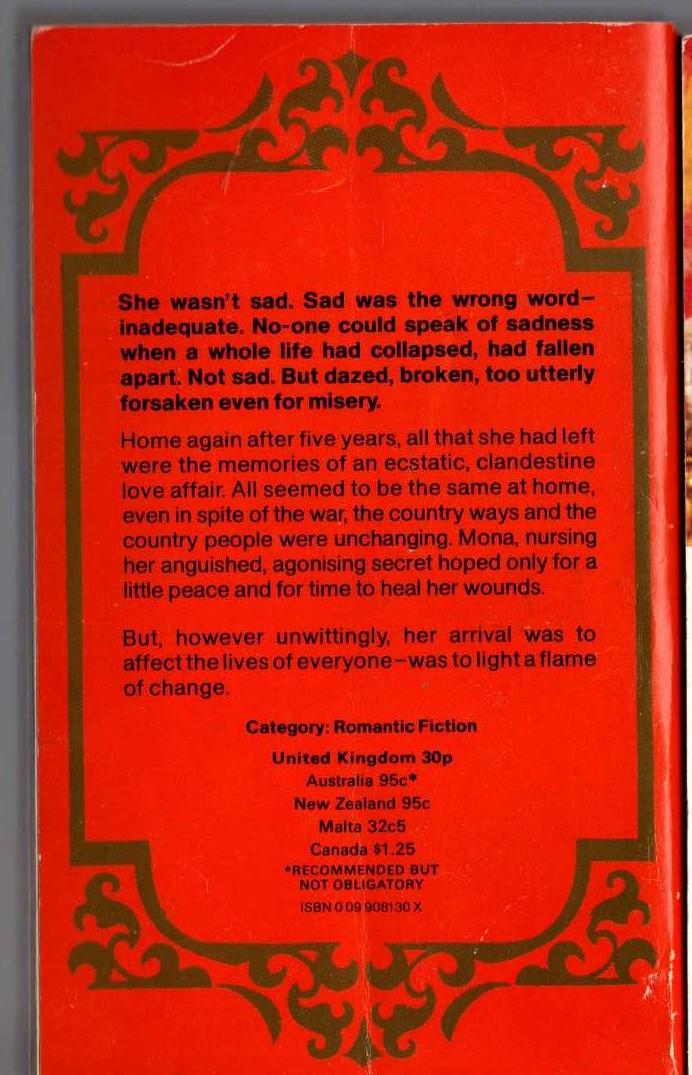 She wasn't sad. Sad was the wrong word—
inadequate. No-one could speak of sadness
when a whole life had collapsed, had fallen
apart. Not sad. But dazed, broken, too utterly
forsaken even for misery.
Home again after five years, all that she had left
were the memories of an ecstatic, clandestine
love affair. All seemed to be the same at home,
even in spite of the war, the country ways and the
country people were unchanging. Mona, nursing
her anguished, agonising secret hoped only for a
little peace and for time to heal her wounds.
But, however unwittingly, her arrival was to
affect the lives of everyone—was to light a flame
of change.
Category: Romantic Fiction
United Kingdom 30p
Australia 95c*
New Zealand 95c
Malta 32c5
Canada $1.25
*RECOMMENDED BUT
NOT OBLIGATORY
ISBN 0 09 908130 X